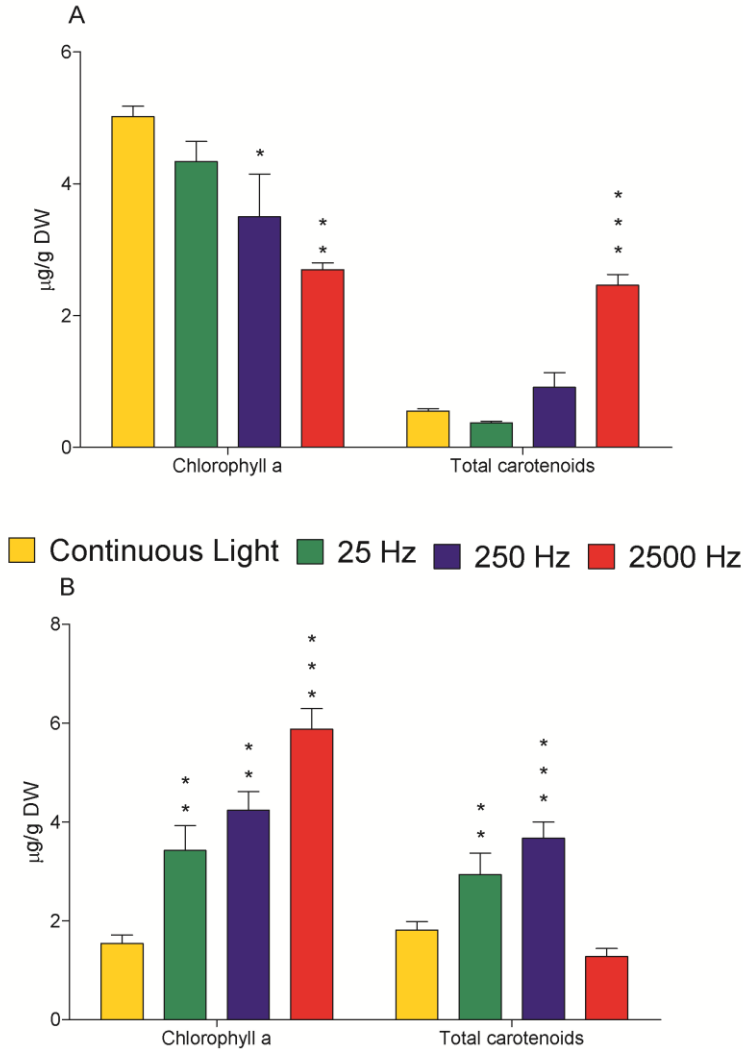 A
6
4
2
0
μg/g DW
*
* *
* * *
Chlorophyll a Total carotenoids
Continuous Light 25 Hz 250 Hz 2500 Hz
B
8
6
4
2
0
μg/g DW
* *
* *
* * *
* *
* * *
Chlorophyll a Total carotenoids